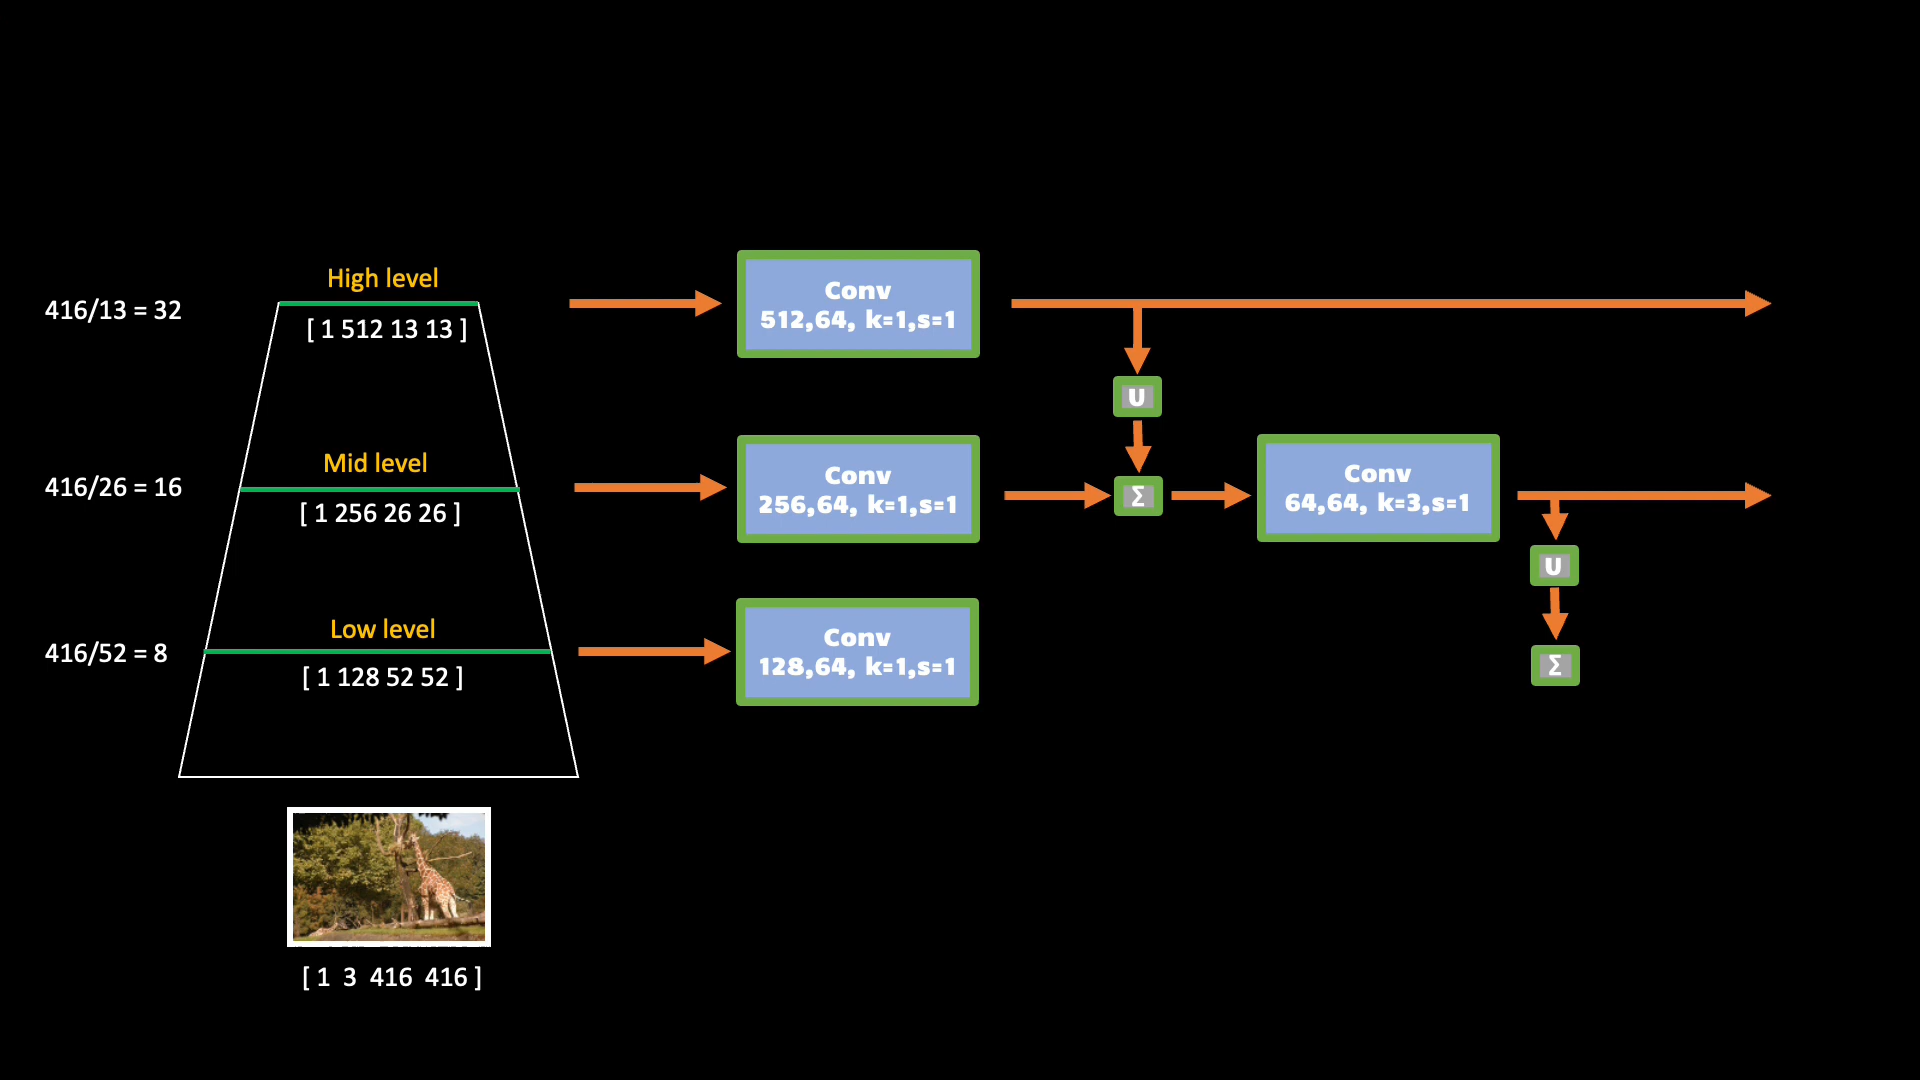 High level
416/13 = 32
[ 1 512 13 13 ]
Conv
512,64, k=1,s=1
U
Mid level
416/26 = 16
[ 1 256 26 26 ]
Conv
256,64, k=1,s=1
Σ
Conv
64,64, k=3,s=1
U
Low level
416/52 = 8
[ 1 128 52 52 ]
Conv
128,64, k=1,s=1
Σ
[ 1 3 416 416 ]